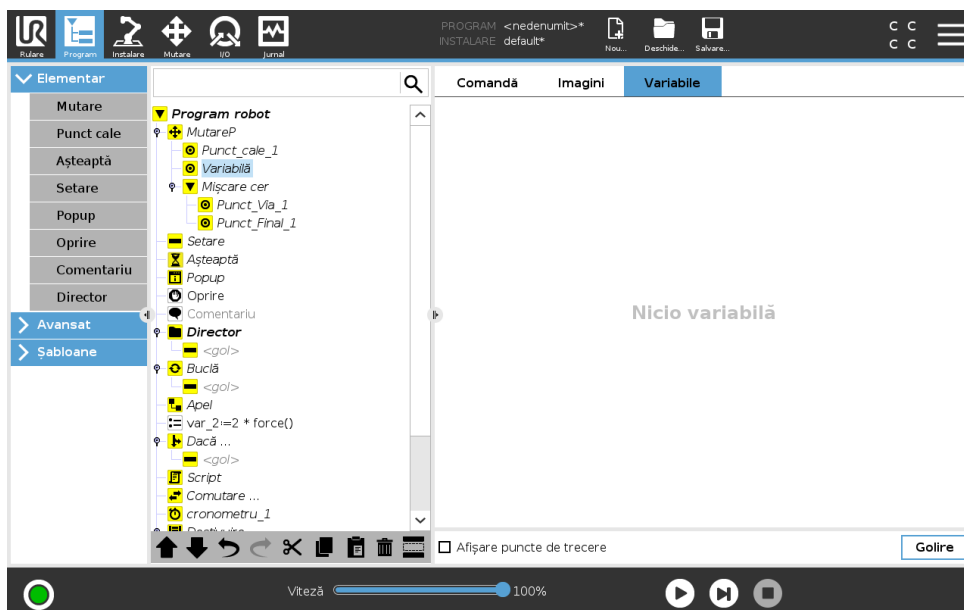 PROGRAM <nedenumit>*
INSTALARE default*
Rulare Program Instalare Mutare I/O Jurnal Nou... Deschide... Salvare...
C C
C C
Elementar
Mutare
Punct cale
Așteaptă
Setare
Popup
Oprire
Comentariu
Director
Avansat
Șabloane
Program robot
MutareP
Punct_cale_1
Variabilă
Mișcare cer
Punct_Via_1
Punct_Final_1
Setare
Așteaptă
Popup
Oprire
Comentariu
Director
<gol>
Buclă
<gol>
Apel
var_2:=2 * force()
Dacă ...
<gol>
Script
Comutare ...
cronometru_1
Comandă Imagini Variabile
Nicio variabilă
Afișare puncte de trecere
Golire
Viteză 100%